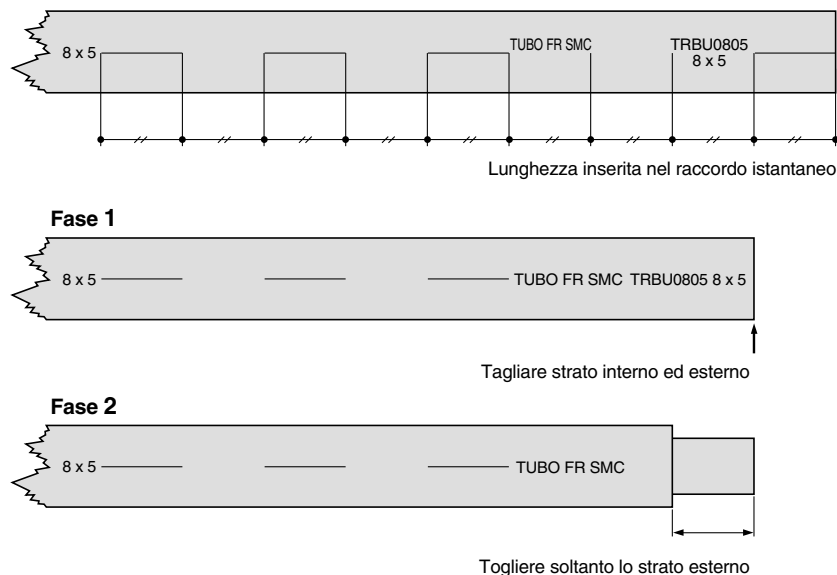 8 x 5
TUBO FR SMC
TRBU0805
8 x 5
Lunghezza inserita nel raccordo istantaneo
Fase 1
8 x 5
TUBO FR SMC TRBU0805 8 x 5
Tagliare strato interno ed esterno
Fase 2
8 x 5
TUBO FR SMC
Togliere soltanto lo strato esterno